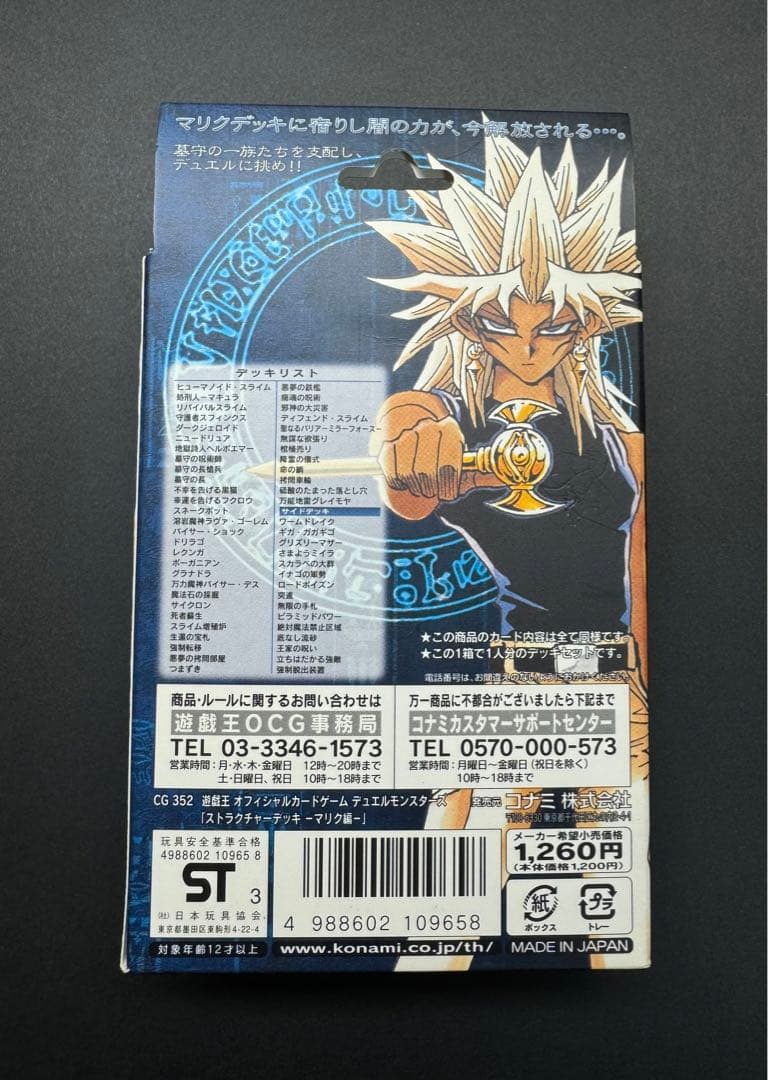 マリクデッキに宿りし闇の力が、今解放される…。
墓守の一族たちを支配し、
デュエルに挑め!!
デッキリスト
ヒューマノイド・スライム
処刑人-マキュラ
リバイバルスライム
守護者スフィンクス
ダークジェロイド
ニュードリュア
地獄詩人ヘルポエマー
墓守の呪術師
墓守の長槍兵
墓守の長
不幸を告げる黒猫
幸運を告げるフクロウ
スネークポット
溶岩魔神ラヴァ・ゴーレム
バイサー・ショック
ドリラゴ
レクンガ
ボーガニアン
グラナドラ
万力魔神バイサー・デス
魔法石の採掘
サイクロン
死者蘇生
スライム増殖炉
生還の宝札
強制転移
悪夢の拷問部屋
つまずき
悪夢の鉄檻
痛魂の呪術
邪神の大災害
ディフェンド・スライム
聖なるバリアーミラーフォースー
無謀な欲張り
棺桶売り
降霊の儀式
命の綱
拷問車輪
硫酸のたまった落とし穴
万能地雷グレイモヤ
サイドデッキ
ワームドレイク
ギガ・ガガギゴ
グリズリーマザー
さまようミイラ
スカラベの大群
イナゴの軍勢
ロードポイズン
突進
無限の手札
ピラミッドパワー
絶対魔法禁止区域
底なし流砂
王家の呪い
立ちはだかる強敵
強制脱出装置
★この商品のカード内容は全て同様です。
★この1箱で1人分のデッキセットです。
電話番号は、お間違えのないようにおかけください。
商品・ルールに関するお問い合わせは
遊戯王OCG事務局
TEL 03-3346-1573
営業時間:月・水・木・金曜日 12時〜20時まで
土・日曜日、祝日 10時〜18時まで
万一商品に不都合がございましたら下記まで
コナミカスタマーサポートセンター
TEL 0570-000-573
営業時間:月曜日〜金曜日(祝日を除く)
10時〜18時まで
CG 352 遊戯王 オフィシャルカードゲーム デュエルモンスターズ
「ストラクチャーデッキ-マリク編-」
発売元 コナミ 株式会社
玩具安全基準合格
4988602 10965 8
ST 3
(社)日本玩具協会
東京都墨田区東駒形4-22-4
対象年齢12才以上
4 988602 109658
www.konami.co.jp/th/
メーカー希望小売価格
1,260円
(本体価格1,200円)
紙
ボックス
プラ
トレー
MADE IN JAPAN